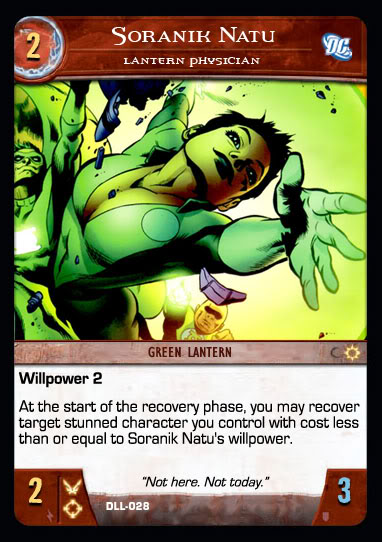 2
Soranik Natu
Lantern Physician
DC
GREEN LANTERN
Willpower 2
At the start of the recovery phase, you may recover
target stunned character you control with cost less
than or equal to Soranik Natu's willpower.
"Not here. Not today."
2
DLL-028
3